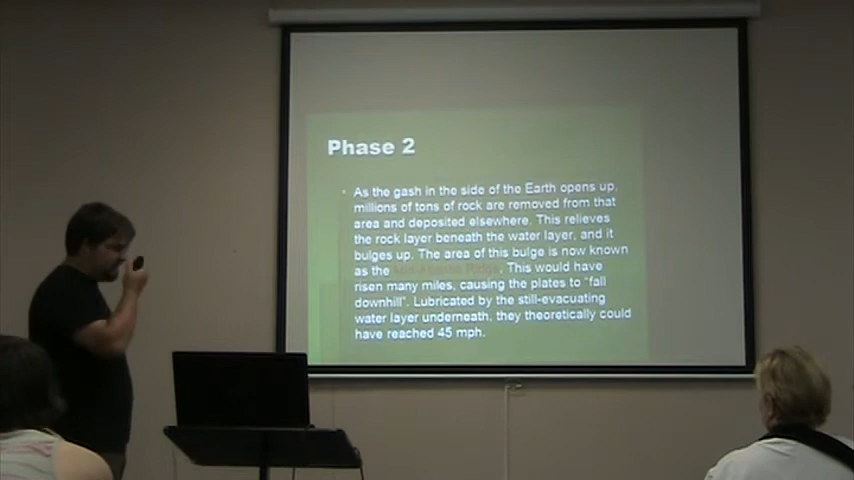 Phase 2
As the gash in the side of the Earth opens up,
millions of tons of rock are removed from that
area and deposited elsewhere. This relieves
the rock layer beneath the water layer, and it
bulges up. The area of this bulge is now known
as the Mid-Atlantic Ridge. This would have
risen many miles, causing the plates to "fall
downhill". Lubricated by the still-evacuating
water layer underneath, they theoretically could
have reached 45 mph.